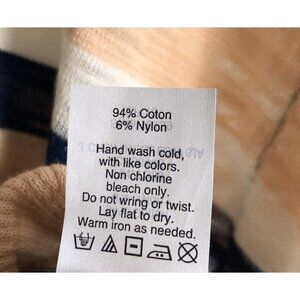 94% Coton
6% Nylon
Hand wash cold,
with like colors.
Non chlorine
bleach only.
Do not wring or twist.
Lay flat to dry.
Warm iron as needed.